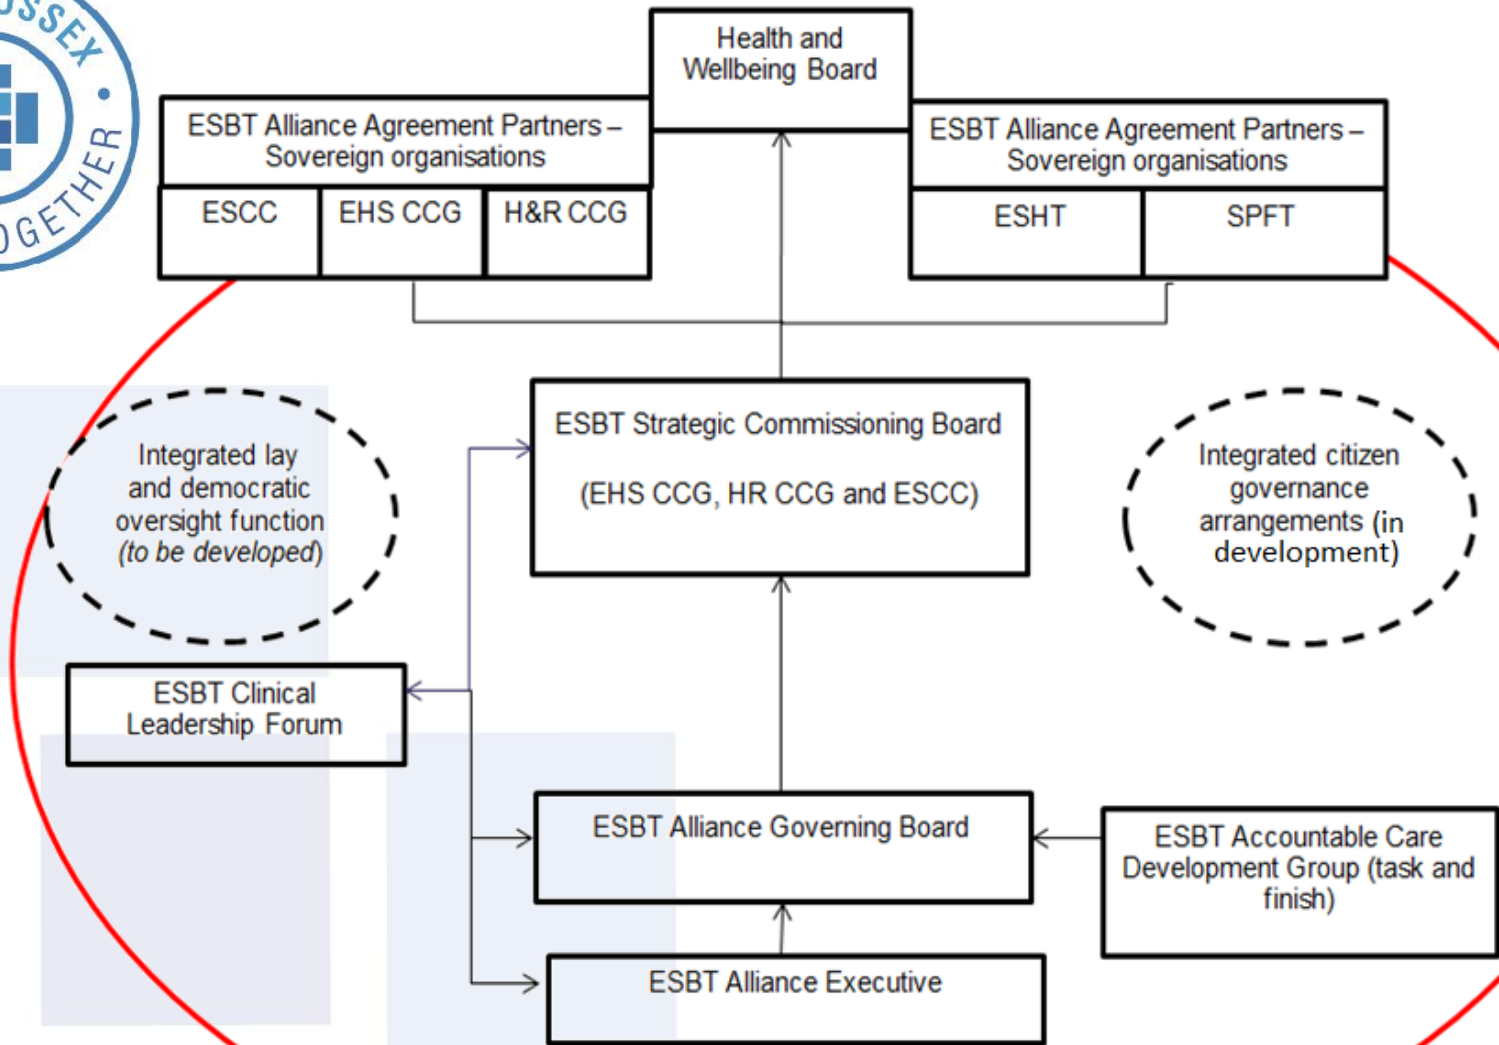 USSEX •
OGETHER
Health and
Wellbeing Board
ESBT Alliance Agreement Partners –
Sovereign organisations
ESCC
EHS CCG
H&R CCG
ESBT Alliance Agreement Partners –
Sovereign organisations
ESHT
SPFT
Integrated lay
and democratic
oversight function
(to be developed)
ESBT Strategic Commissioning Board
(EHS CCG, HR CCG and ESCC)
Integrated citizen
governance
arrangements (in
development)
ESBT Clinical
Leadership Forum
ESBT Alliance Governing Board
ESBT Accountable Care
Development Group (task and
finish)
ESBT Alliance Executive